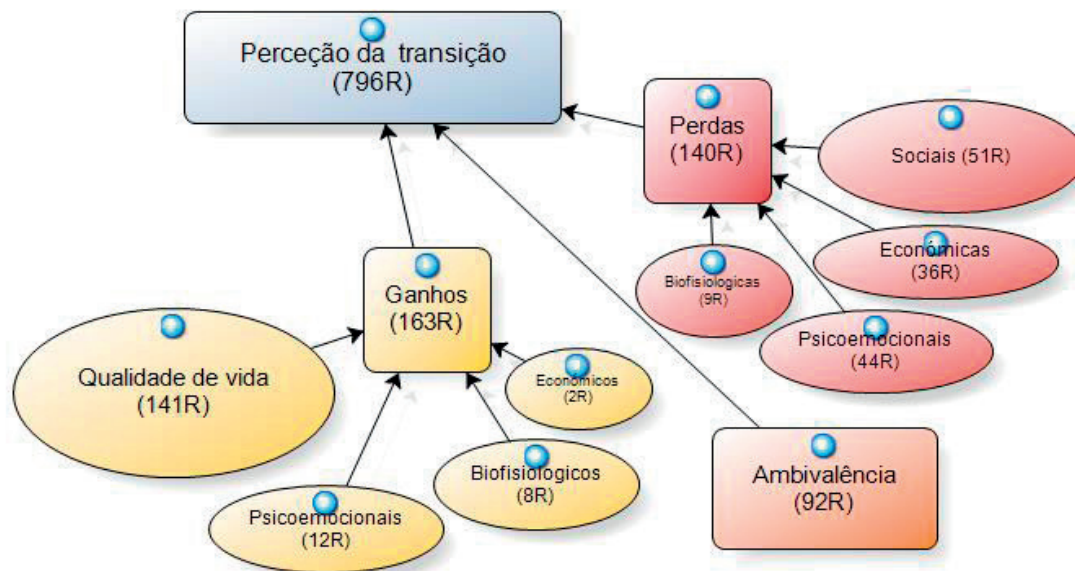 Perceção da transição
(796R)
Perdas
(140R)
Sociais (51R)
Económicas
(36R)
Biofisiologicas
(9R)
Psicoemocionais
(44R)
Ganhos
(163R)
Qualidade de vida
(141R)
Económicos
(2R)
Biofisiologicos
(8R)
Psicoemocionais
(12R)
Ambivalência
(92R)